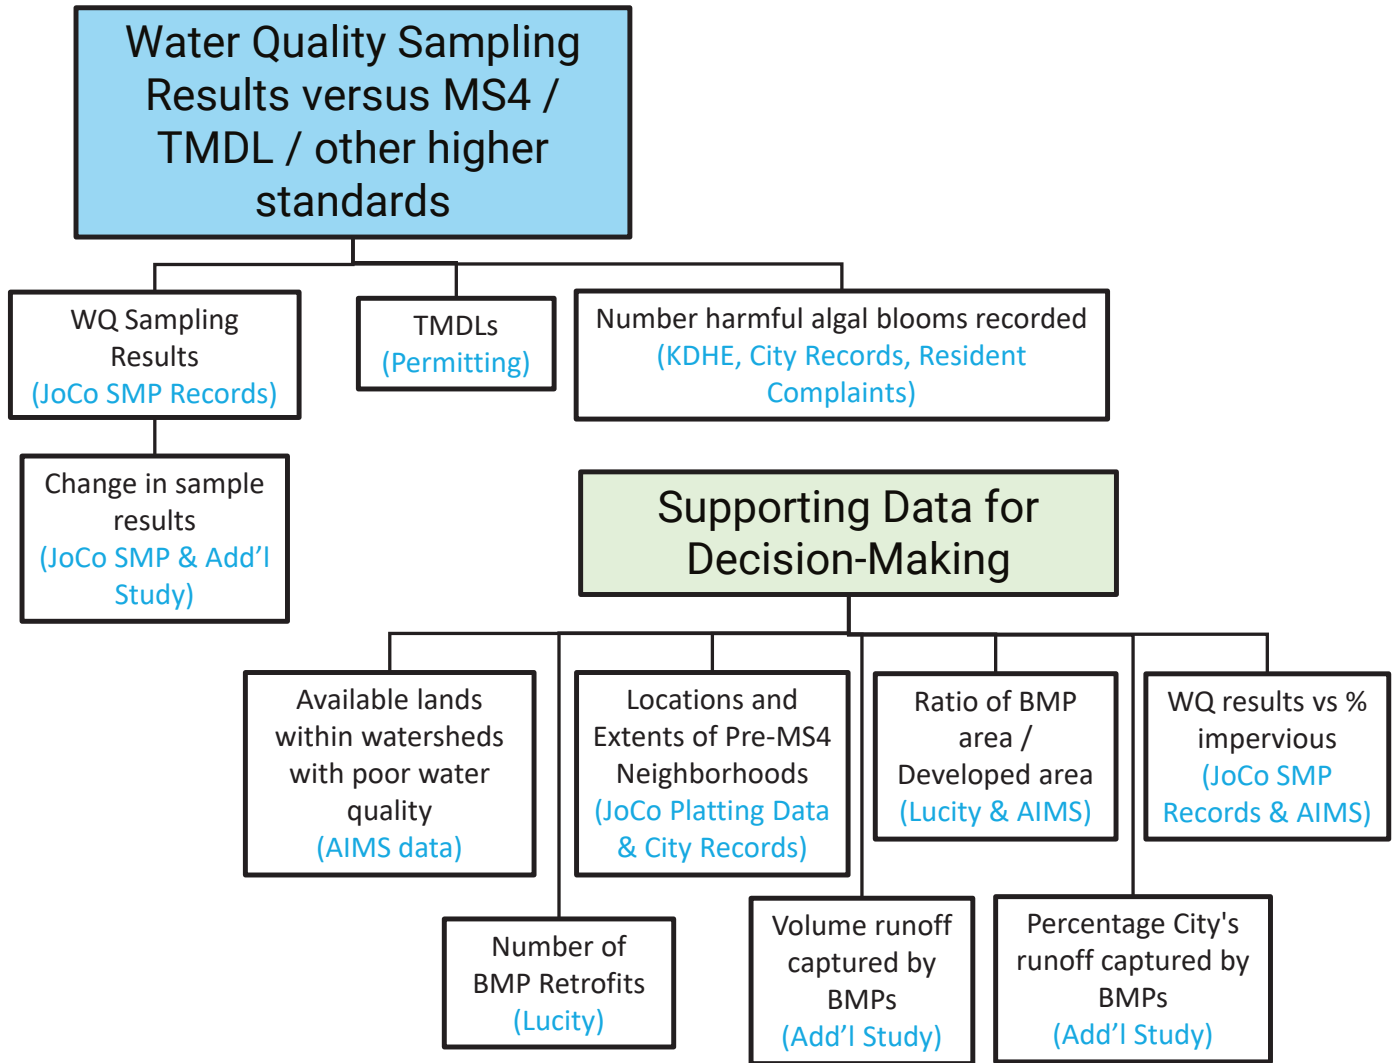 Water Quality Sampling
Results versus MS4 /
TMDL / other higher
standards
WQ Sampling
Results
(JoCo SMP Records)
TMDLs
(Permitting)
Number harmful algal blooms recorded
(KDHE, City Records, Resident
Complaints)
Change in sample
results
(JoCo SMP & Add’l
Study)
Supporting Data for
Decision-Making
Available lands
within watersheds
with poor water
quality
(AIMS data)
Locations and
Extents of Pre-MS4
Neighborhoods
(JoCo Platting Data
& City Records)
Ratio of BMP
area /
Developed area
(Lucity & AIMS)
WQ results vs %
impervious
(JoCo SMP
Records & AIMS)
Number of
BMP Retrofits
(Lucity)
Volume runoff
captured by
BMPs
(Add’l Study)
Percentage City's
runoff captured by
BMPs
(Add’l Study)